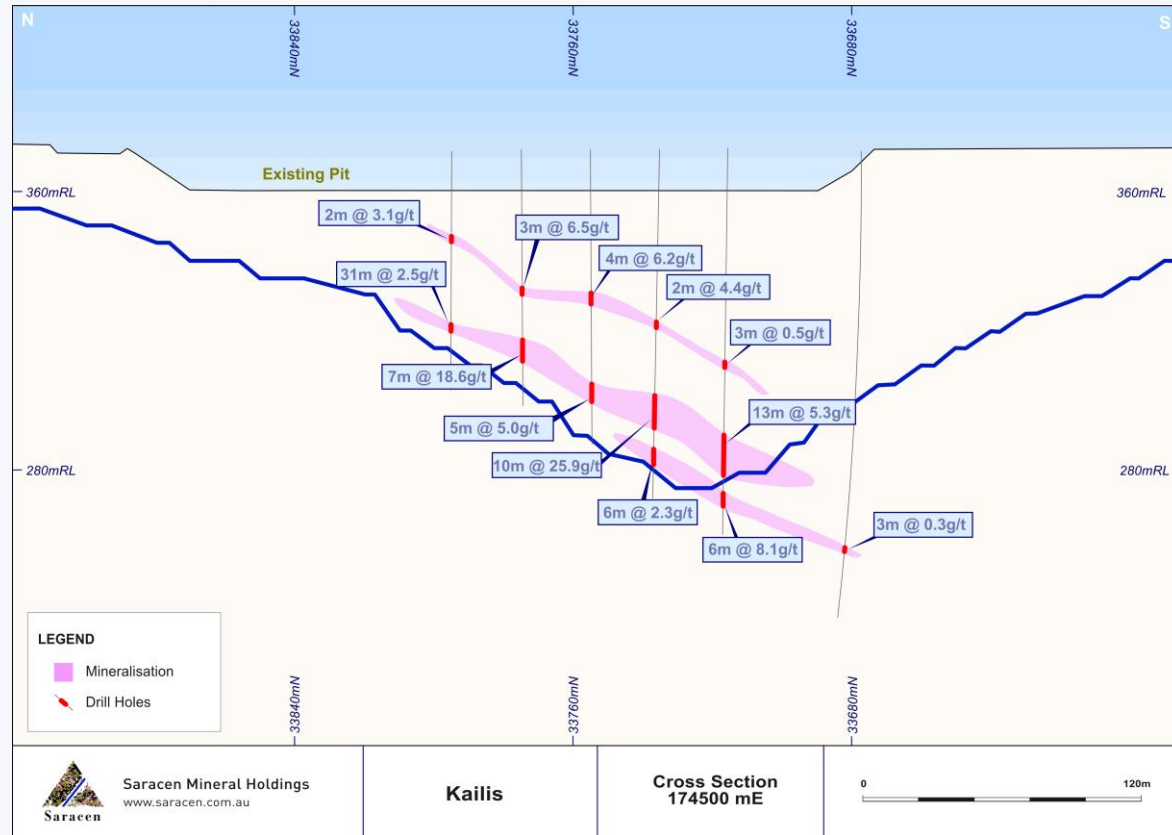 N
S
33840mN
33760mN
33680mN
Existing Pit
360mRL
360mRL
2m @ 3.1g/t
3m @ 6.5g/t
4m @ 6.2g/t
31m @ 2.5g/t
2m @ 4.4g/t
3m @ 0.5g/t
7m @ 18.6g/t
13m @ 5.3g/t
5m @ 5.0g/t
10m @ 25.9g/t
280mRL
280mRL
6m @ 2.3g/t
3m @ 0.3g/t
6m @ 8.1g/t
LEGEND
Mineralisation
Drill Holes
33840mN
33760mN
33680mN
Saracen
Saracen Mineral Holdings
www.saracen.com.au
Kailis
Cross Section
174500 mE
0
120m